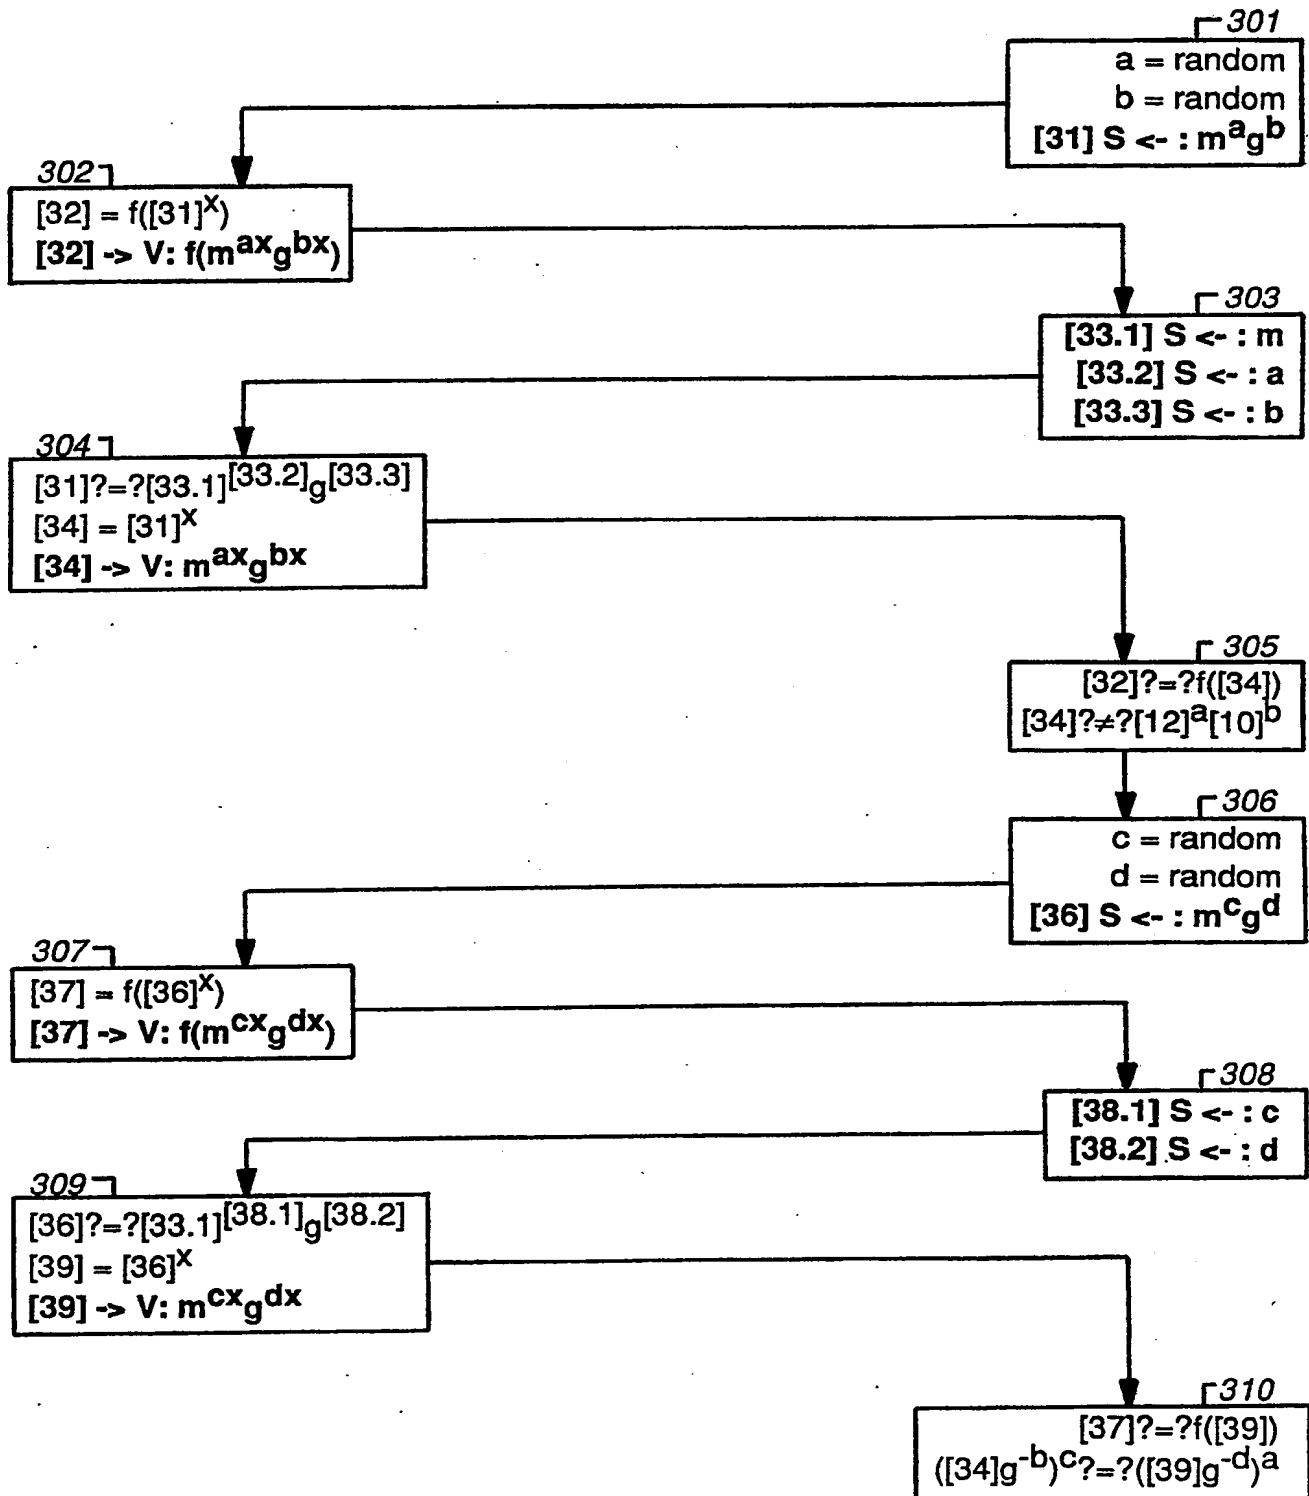 301
a = random
b = random
[31] S <- : m^a g^b
302
[32] = f([31]^x)
[32] -> V: f(m^ax g^bx)
303
[33.1] S <- : m
[33.2] S <- : a
[33.3] S <- : b
304
[31]?=?[33.1]^[33.2] g^[33.3]
[34] = [31]^x
[34] -> V: m^ax g^bx
305
[32]?=?f([34])
[34]?≠?[12]^a[10]^b
306
c = random
d = random
[36] S <- : m^c g^d
307
[37] = f([36]^x)
[37] -> V: f(m^cx g^dx)
308
[38.1] S <- : c
[38.2] S <- : d
309
[36]?=?[33.1]^[38.1] g^[38.2]
[39] = [36]^x
[39] -> V: m^cx g^dx
310
[37]?=?f([39])
([34]g^-b)^c?=?([39]g^-d)^a